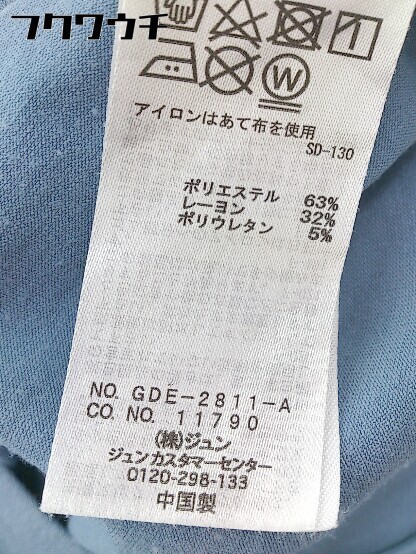 フクワウチ
W
アイロンはあて布を使用
SD-130
ポリエステル 63%
レーヨン 32%
ポリウレタン 5%
NO. GDE-2811-A
CO. NO. 11790
(株)ジュン
ジュンカスタマーセンター
0120-298-133
中国製